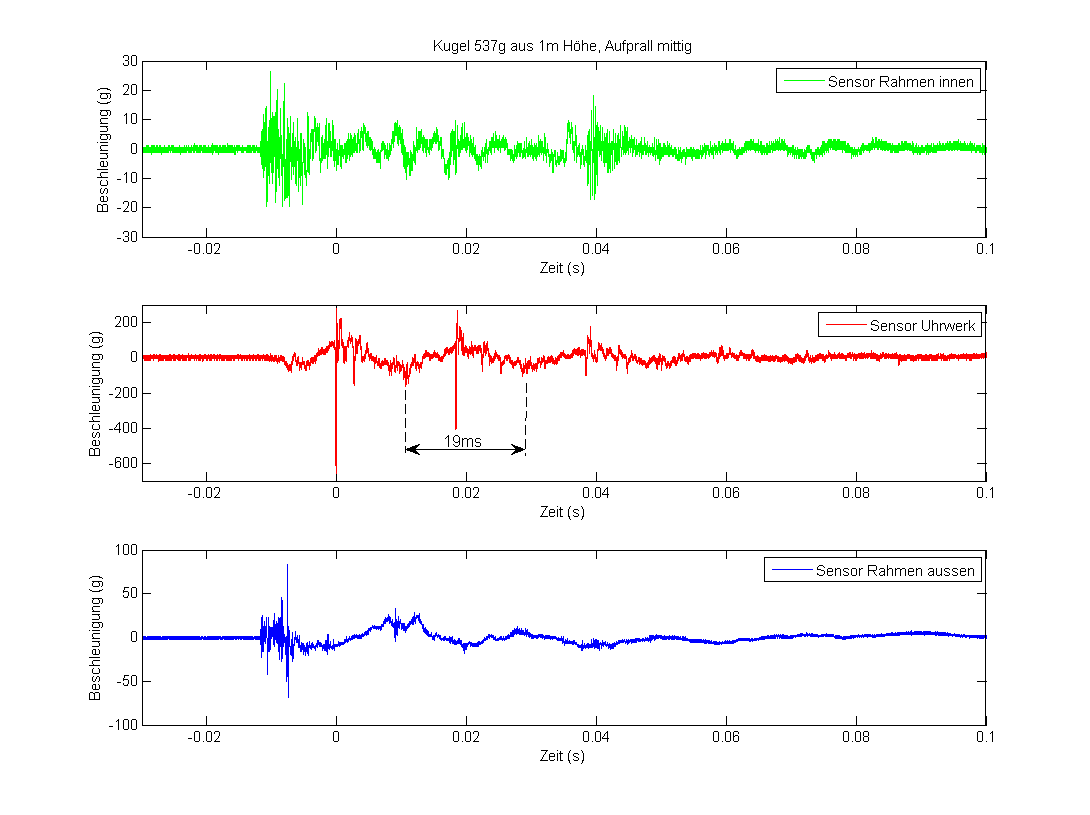 Kugel 537g aus 1m Höhe, Aufprall mittig
Beschleunigung (g)
30
20
10
0
-10
-20
-30
Sensor Rahmen innen
-0.02 0 0.02 0.04 0.06 0.08 0.1
Zeit (s)
Beschleunigung (g)
200
0
-200
-400
-600
Sensor Uhrwerk
19ms
-0.02 0 0.02 0.04 0.06 0.08 0.1
Zeit (s)
Beschleunigung (g)
100
50
0
-50
-100
Sensor Rahmen aussen
-0.02 0 0.02 0.04 0.06 0.08 0.1
Zeit (s)